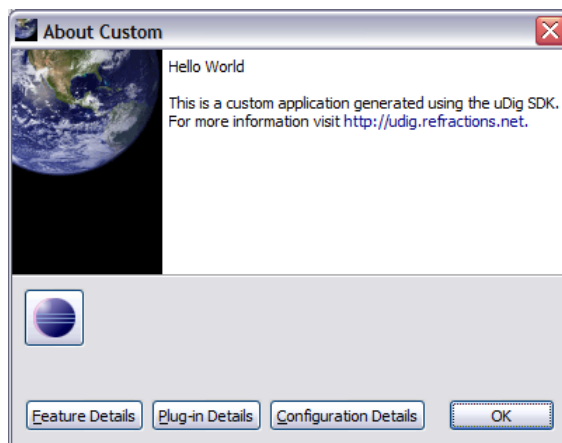 About Custom
Hello World
This is a custom application generated using the uDig SDK.
For more information visit http://udig.refractions.net.
Feature Details Plug-in Details Configuration Details OK